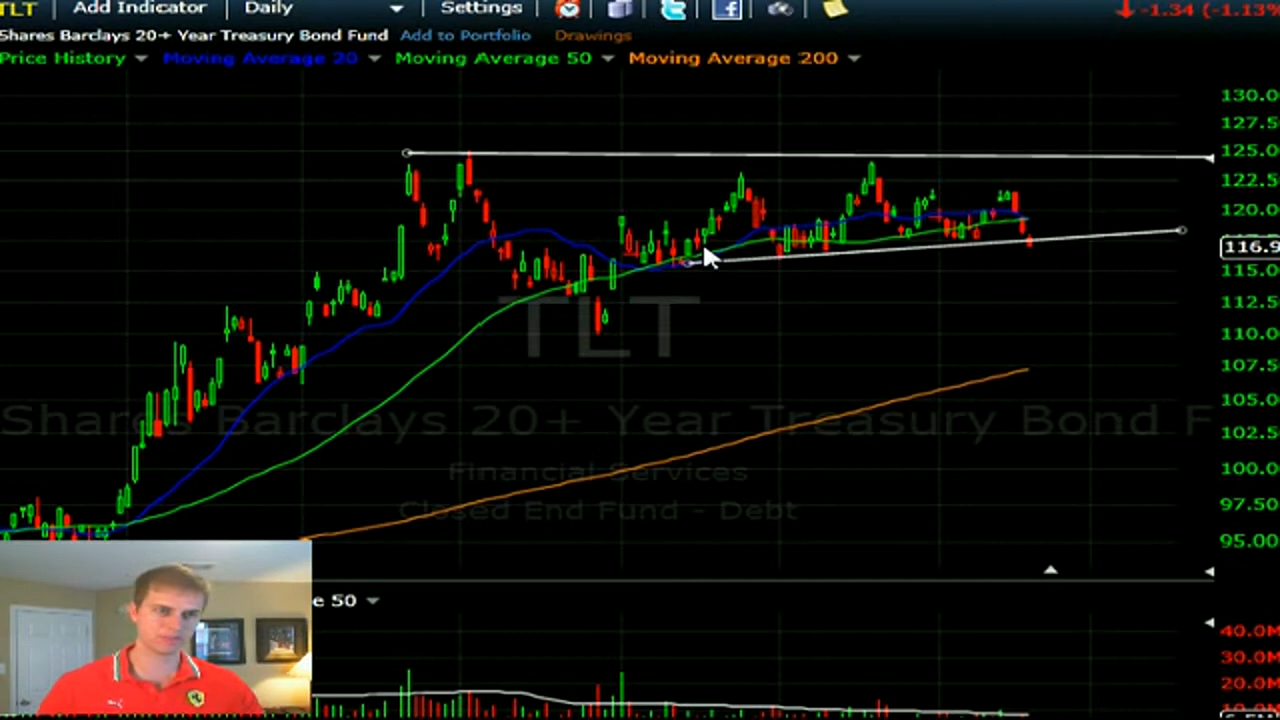 TLT Add Indicator Daily Settings -1.34 (-1.13%
Shares Barclays 20+ Year Treasury Bond Fund Add to Portfolio Drawings
Price History Moving Average 20 Moving Average 50 Moving Average 200
130.0
127.5
125.0
122.5
120.0
116.9
115.0
112.5
110.0
107.5
105.0
102.5
100.0
97.50
95.00
TLT
Shares Barclays 20+ Year Treasury Bond F
Financial Services
Closed End Fund - Debt
e 50
40.0M
30.0M
20.0M